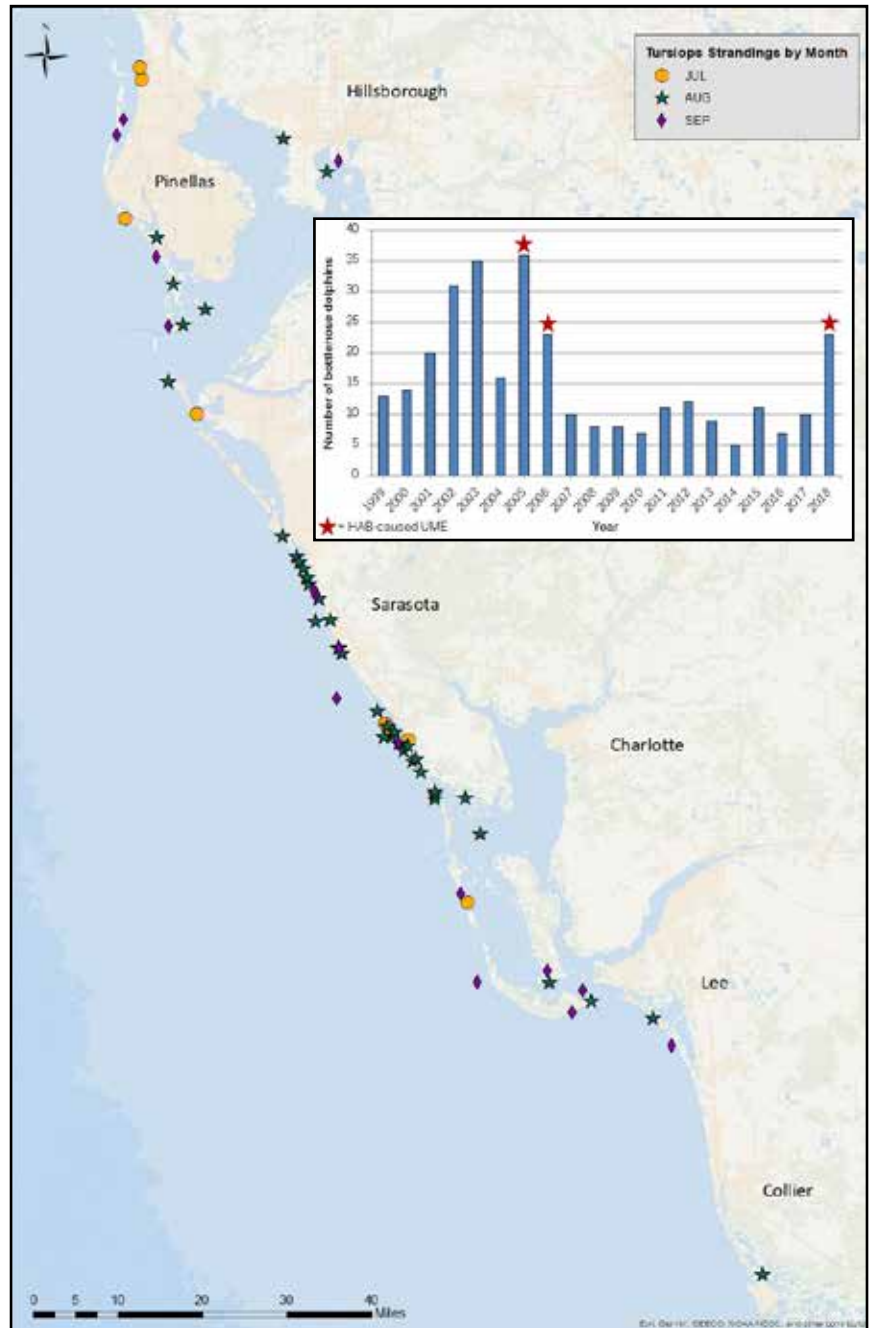 N
Tursiops Strandings by Month
JUL
AUG
SEP
Hillsborough
Pinellas
40
35
30
25
20
15
10
5
0
Number of bottlenose dolphins
1999
2000
2001
2002
2003
2004
2005
2006
2007
2008
2009
2010
2011
2012
2013
2014
2015
2016
2017
2018
= HAB-caused UME
Year
Sarasota
Charlotte
Lee
Collier
0 5 10 20 30 40
Miles